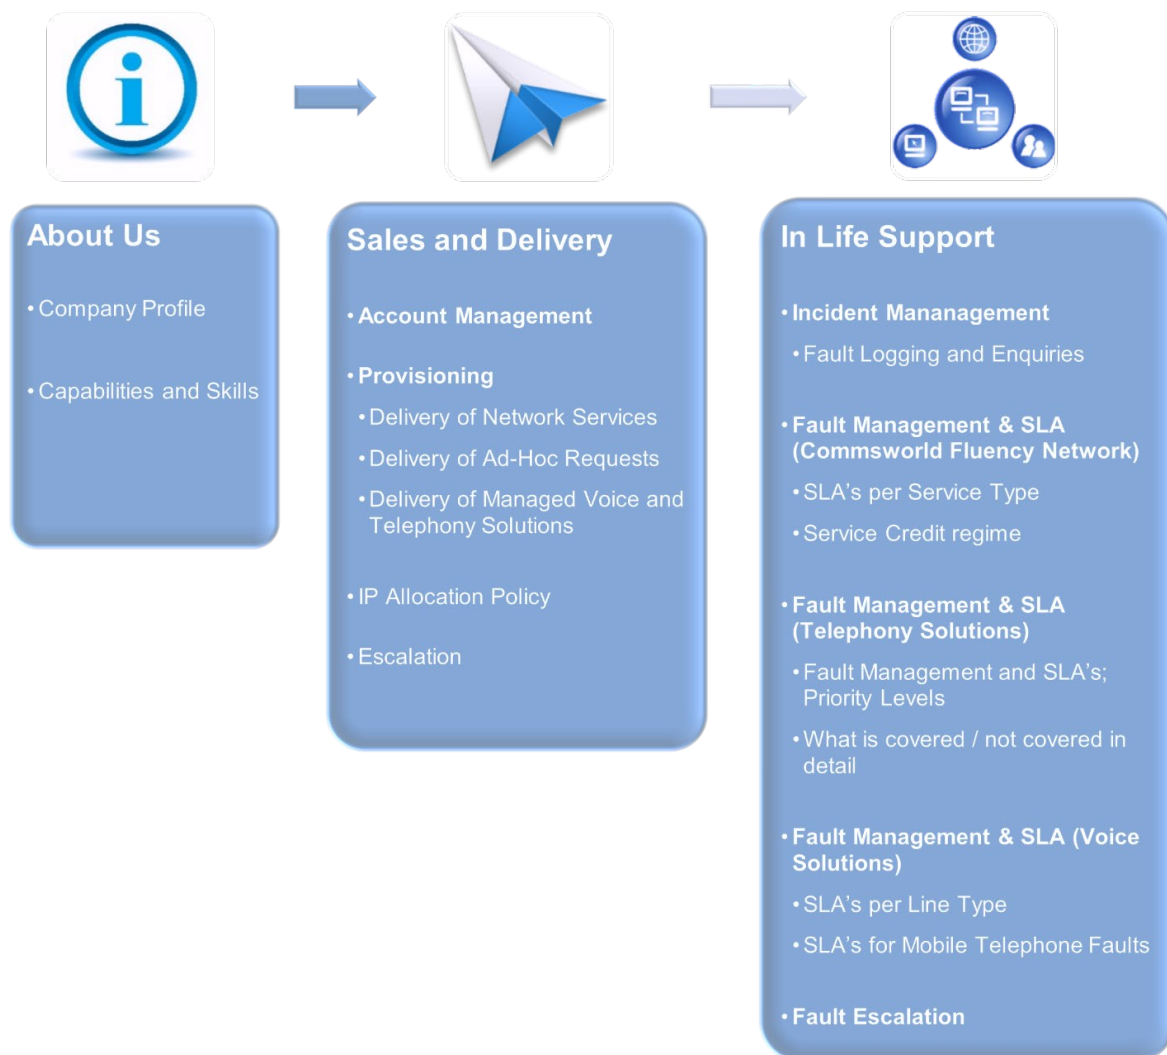 About Us
• Company Profile
• Capabilities and Skills
Sales and Delivery
• Account Management
• Provisioning
• Delivery of Network Services
• Delivery of Ad-Hoc Requests
• Delivery of Managed Voice and
Telephony Solutions
• IP Allocation Policy
• Escalation
In Life Support
• Incident Mananagement
• Fault Logging and Enquiries
• Fault Management & SLA
(Commsworld Fluency Network)
• SLA's per Service Type
• Service Credit regime
• Fault Management & SLA
(Telephony Solutions)
• Fault Management and SLA's;
Priority Levels
• What is covered / not covered in
detail
• Fault Management & SLA (Voice
Solutions)
• SLA's per Line Type
• SLA's for Mobile Telephone Faults
• Fault Escalation